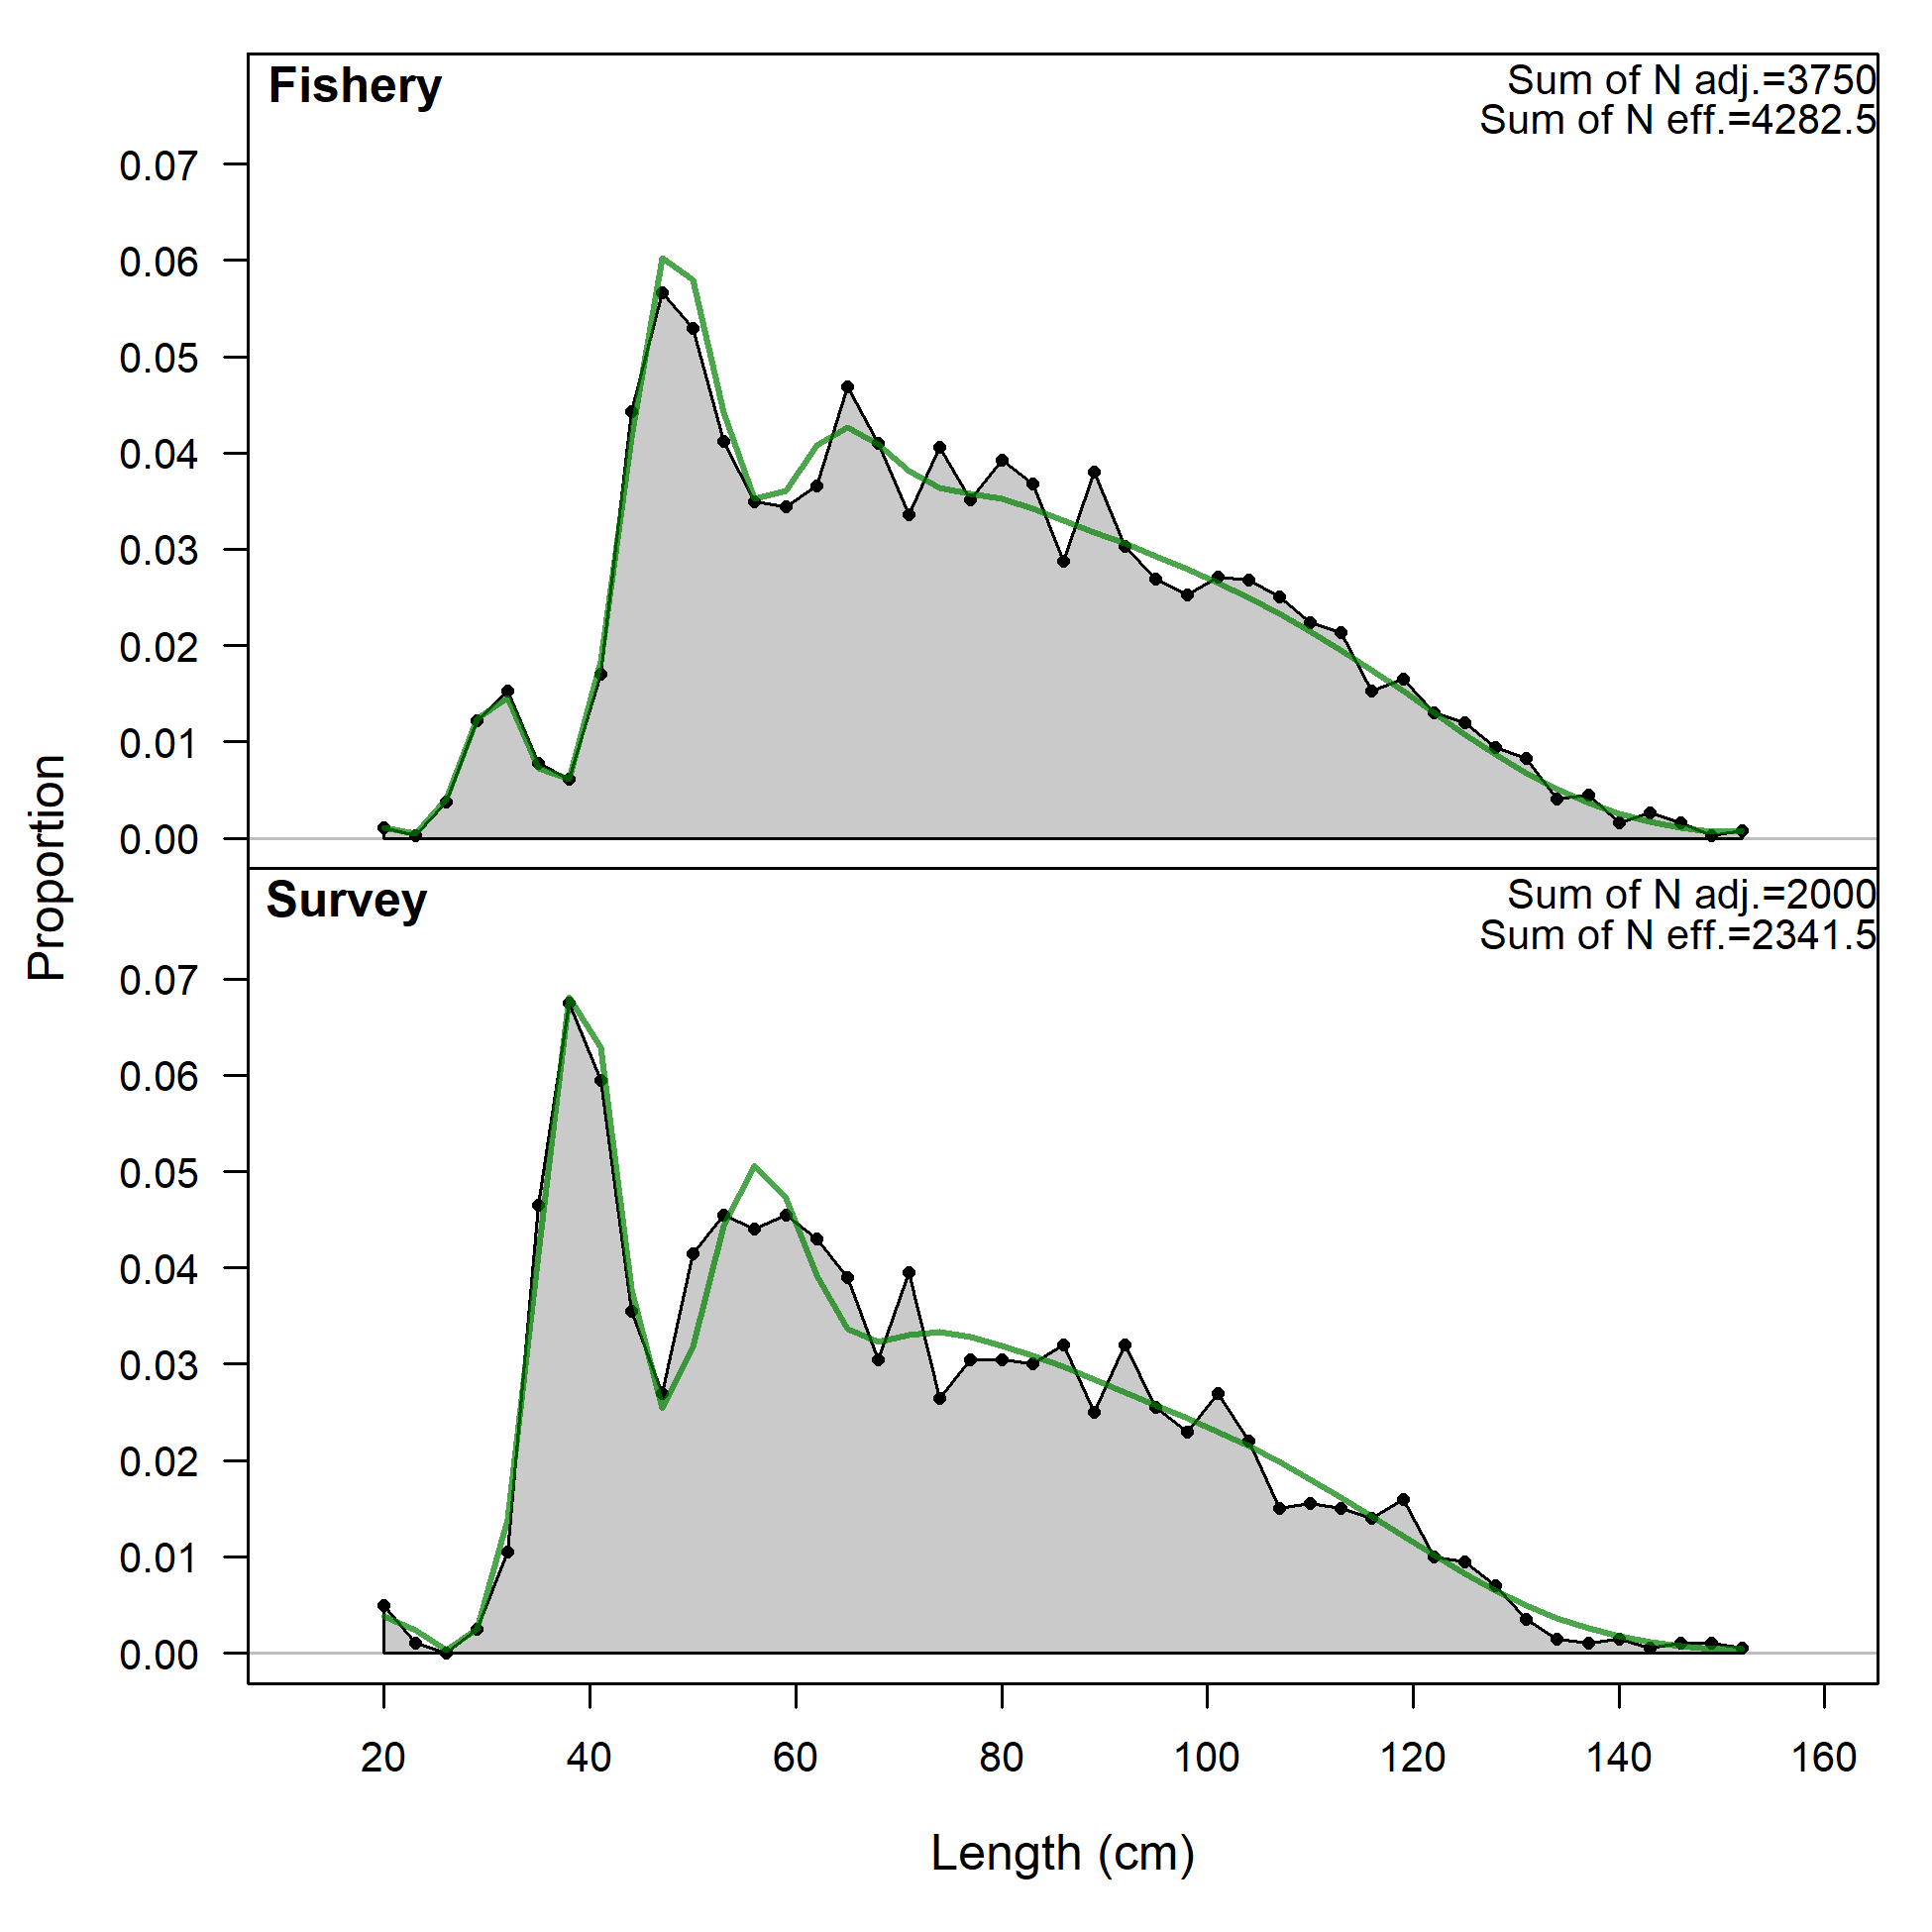 Fishery
Sum of N adj.=3750
Sum of N eff.=4282.5
0.07
0.06
0.05
0.04
0.03
0.02
0.01
0.00
Proportion
Survey
Sum of N adj.=2000
Sum of N eff.=2341.5
0.07
0.06
0.05
0.04
0.03
0.02
0.01
0.00
20 40 60 80 100 120 140 160
Length (cm)